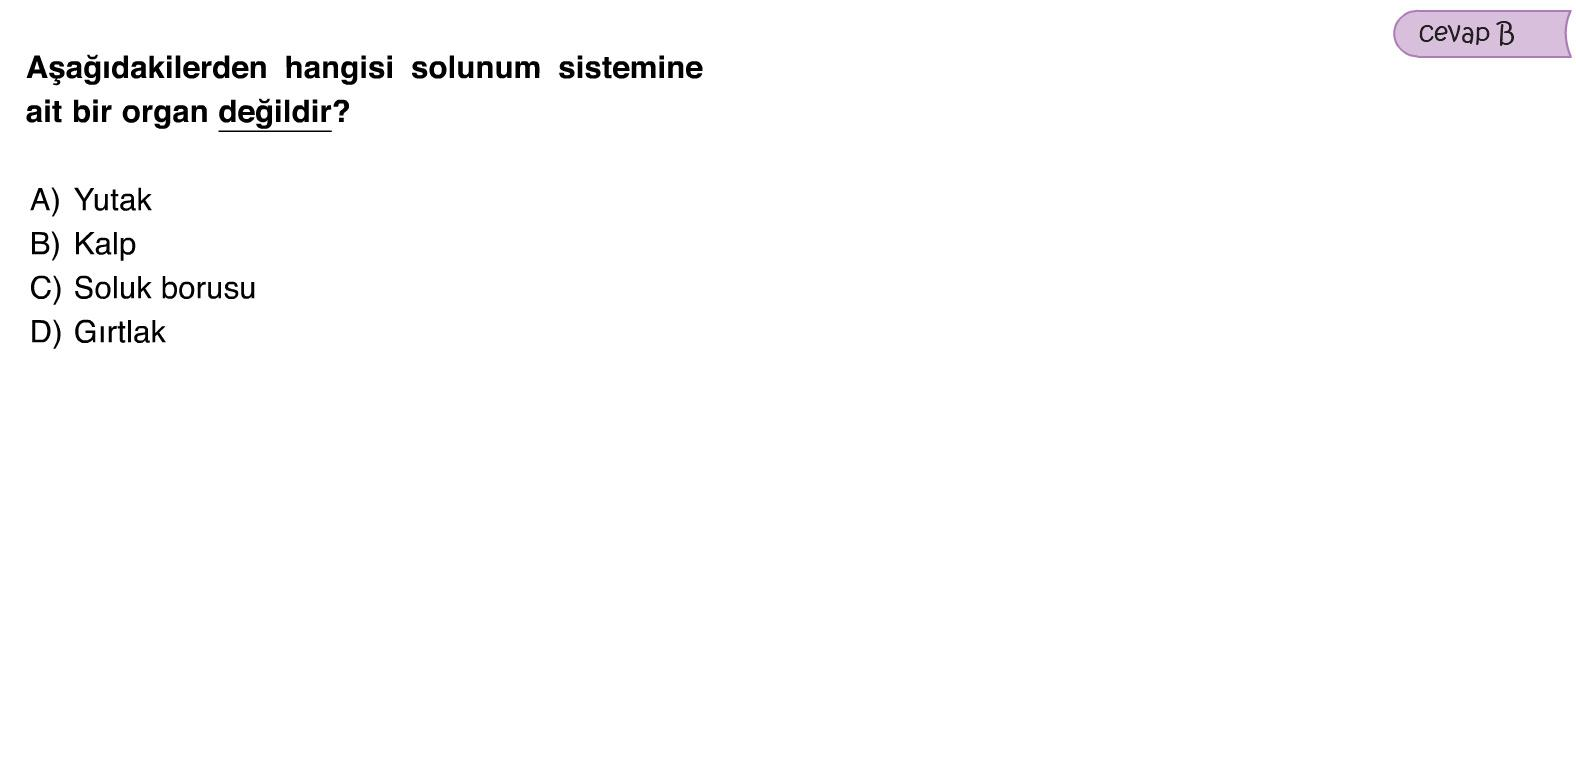 cevap B
Aşağıdakilerden hangisi solunum sistemine
ait bir organ değildir?
A) Yutak
B) Kalp
C) Soluk borusu
D) Gırtlak